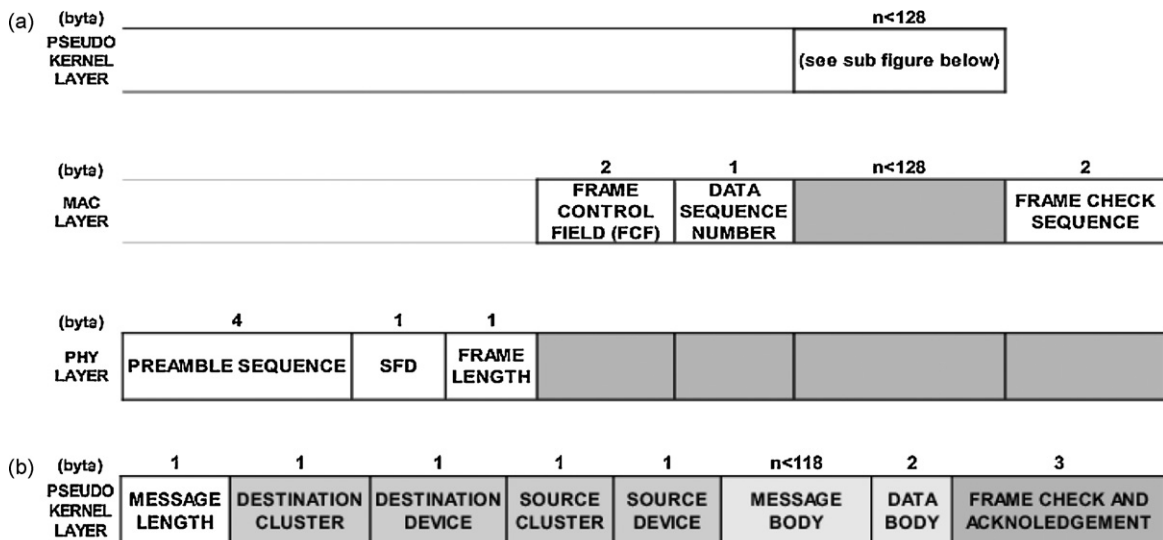 (a)
(byta) n<128
PSEUDO
KERNEL
LAYER
(see sub figure below)
(byta) 2 1 n<128 2
MAC
LAYER
FRAME
CONTROL
FIELD (FCF)
DATA
SEQUENCE
NUMBER
FRAME CHECK
SEQUENCE
(byta) 4 1 1
PHY
LAYER
PREAMBLE SEQUENCE
SFD
FRAME
LENGTH
(b)
(byta) 1 1 1 1 1 n<118 2 3
PSEUDO
KERNEL
LAYER
MESSAGE
LENGTH
DESTINATION
CLUSTER
DESTINATION
DEVICE
SOURCE
CLUSTER
SOURCE
DEVICE
MESSAGE
BODY
DATA
BODY
FRAME CHECK AND
ACKNOLEDGEMENT